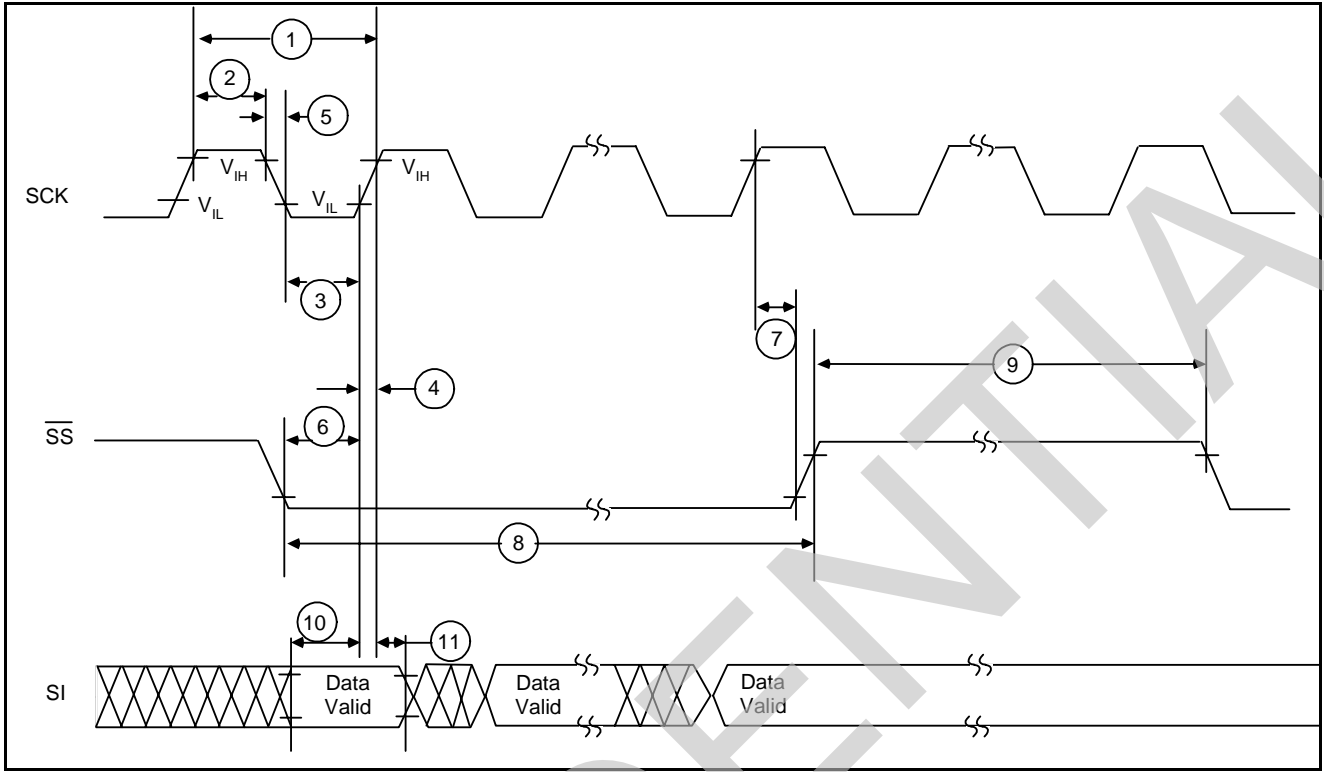 1
2
5
V_IH
V_IH
SCK
V_IL
V_IL
3
7
9
4
SS
6
8
10
11
SI
Data Valid
Data Valid
Data Valid
ENTIAL